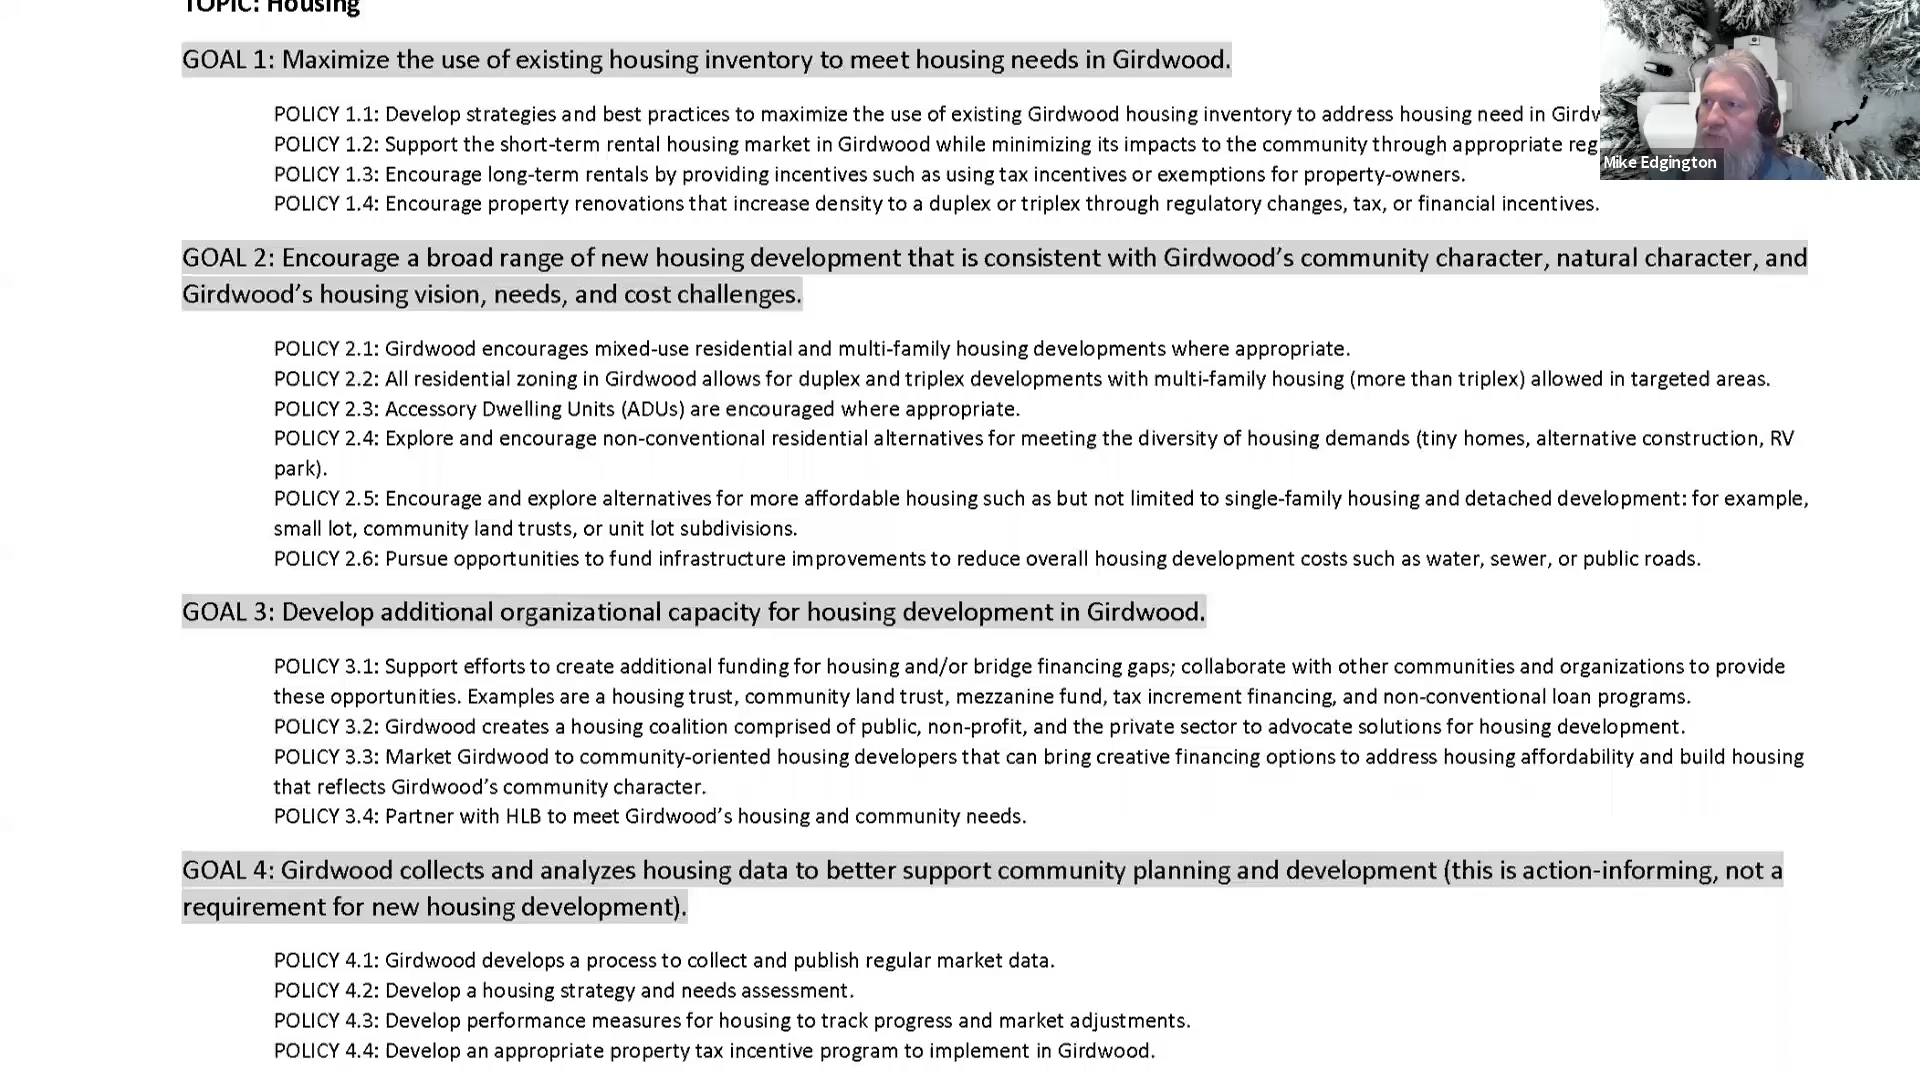 TOPIC: Housing
GOAL 1: Maximize the use of existing housing inventory to meet housing needs in Girdwood.
POLICY 1.1: Develop strategies and best practices to maximize the use of existing Girdwood housing inventory to address housing need in Girdw
POLICY 1.2: Support the short-term rental housing market in Girdwood while minimizing its impacts to the community through appropriate reg
Mike Edgington
POLICY 1.3: Encourage long-term rentals by providing incentives such as using tax incentives or exemptions for property-owners.
POLICY 1.4: Encourage property renovations that increase density to a duplex or triplex through regulatory changes, tax, or financial incentives.
GOAL 2: Encourage a broad range of new housing development that is consistent with Girdwood’s community character, natural character, and
Girdwood’s housing vision, needs, and cost challenges.
POLICY 2.1: Girdwood encourages mixed-use residential and multi-family housing developments where appropriate.
POLICY 2.2: All residential zoning in Girdwood allows for duplex and triplex developments with multi-family housing (more than triplex) allowed in targeted areas.
POLICY 2.3: Accessory Dwelling Units (ADUs) are encouraged where appropriate.
POLICY 2.4: Explore and encourage non-conventional residential alternatives for meeting the diversity of housing demands (tiny homes, alternative construction, RV
park).
POLICY 2.5: Encourage and explore alternatives for more affordable housing such as but not limited to single-family housing and detached development: for example,
small lot, community land trusts, or unit lot subdivisions.
POLICY 2.6: Pursue opportunities to fund infrastructure improvements to reduce overall housing development costs such as water, sewer, or public roads.
GOAL 3: Develop additional organizational capacity for housing development in Girdwood.
POLICY 3.1: Support efforts to create additional funding for housing and/or bridge financing gaps; collaborate with other communities and organizations to provide
these opportunities. Examples are a housing trust, community land trust, mezzanine fund, tax increment financing, and non-conventional loan programs.
POLICY 3.2: Girdwood creates a housing coalition comprised of public, non-profit, and the private sector to advocate solutions for housing development.
POLICY 3.3: Market Girdwood to community-oriented housing developers that can bring creative financing options to address housing affordability and build housing
that reflects Girdwood’s community character.
POLICY 3.4: Partner with HLB to meet Girdwood’s housing and community needs.
GOAL 4: Girdwood collects and analyzes housing data to better support community planning and development (this is action-informing, not a
requirement for new housing development).
POLICY 4.1: Girdwood develops a process to collect and publish regular market data.
POLICY 4.2: Develop a housing strategy and needs assessment.
POLICY 4.3: Develop performance measures for housing to track progress and market adjustments.
POLICY 4.4: Develop an appropriate property tax incentive program to implement in Girdwood.